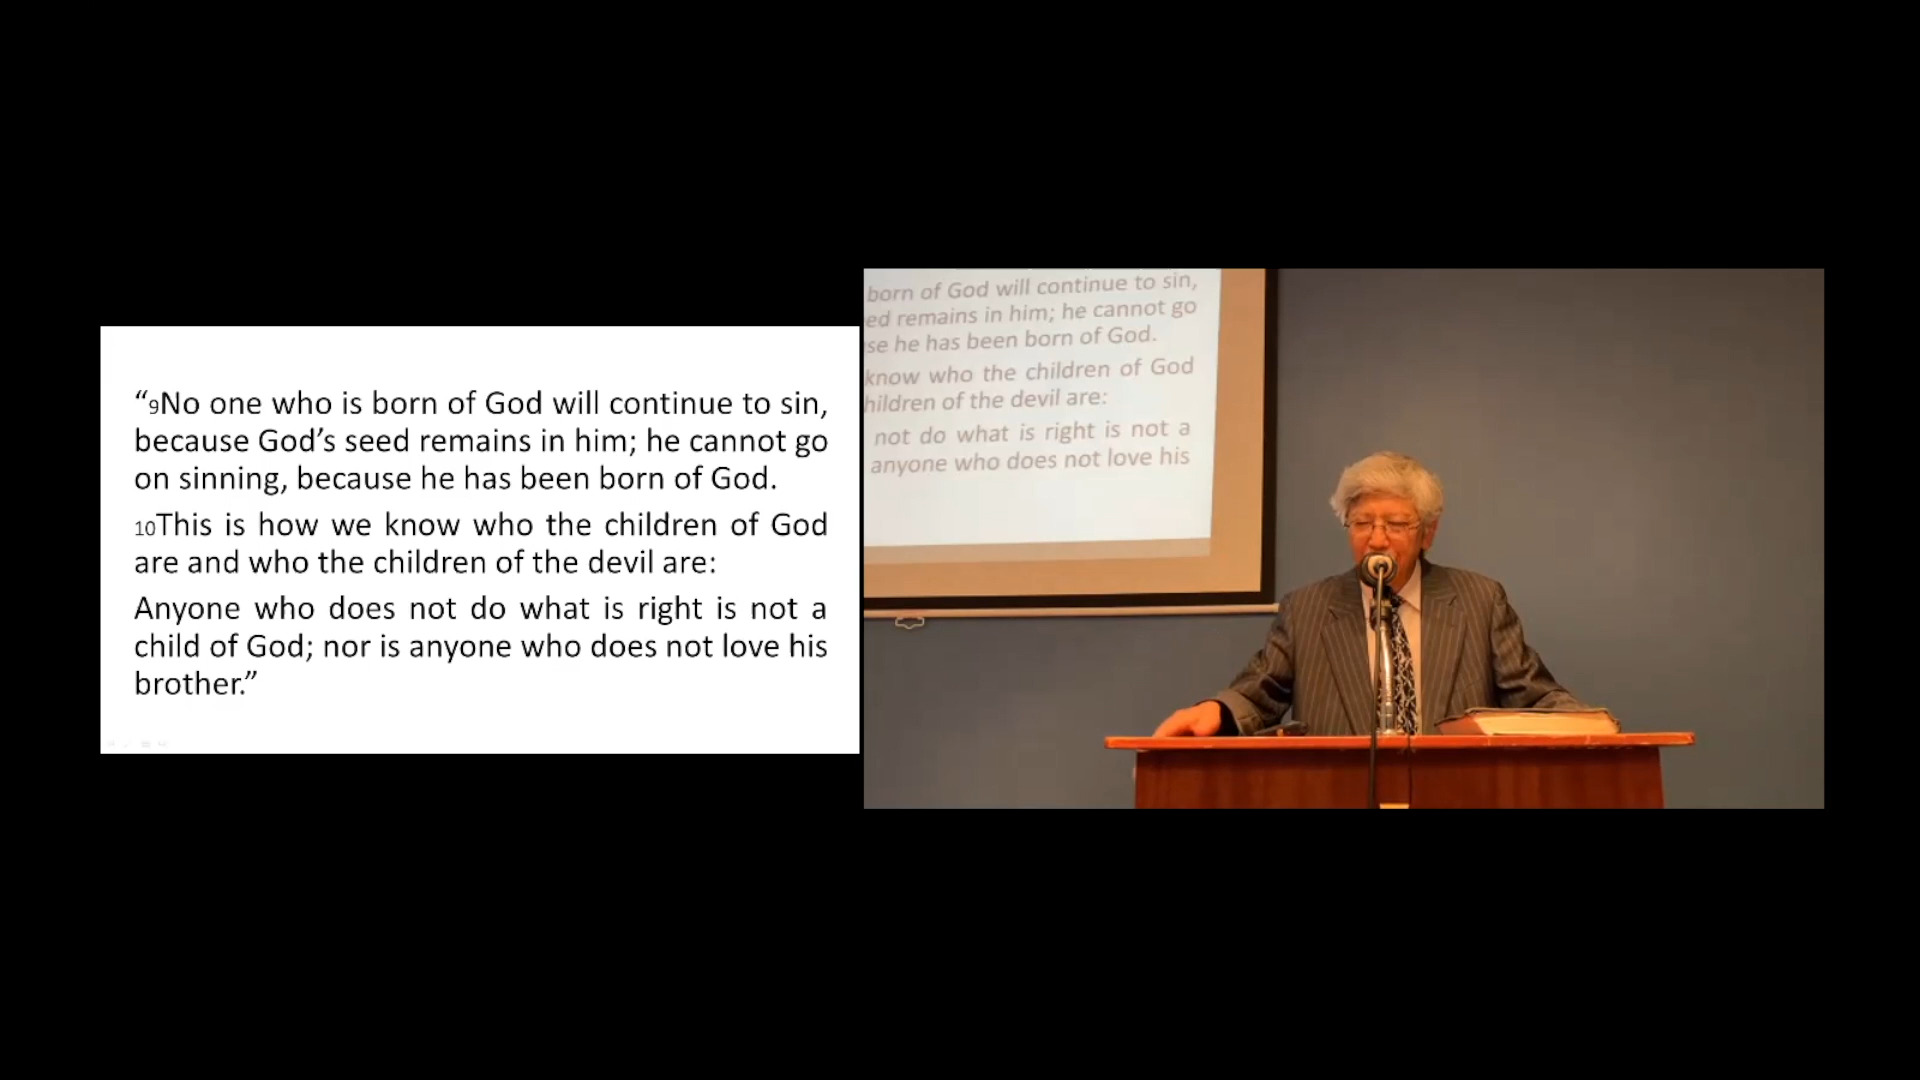 “9No one who is born of God will continue to sin,
because God’s seed remains in him; he cannot go
on sinning, because he has been born of God.
10This is how we know who the children of God
are and who the children of the devil are:
Anyone who does not do what is right is not a
child of God; nor is anyone who does not love his
brother.”
born of God will continue to sin,
ed remains in him; he cannot go
se he has been born of God.
know who the children of God
hildren of the devil are:
not do what is right is not a
anyone who does not love his